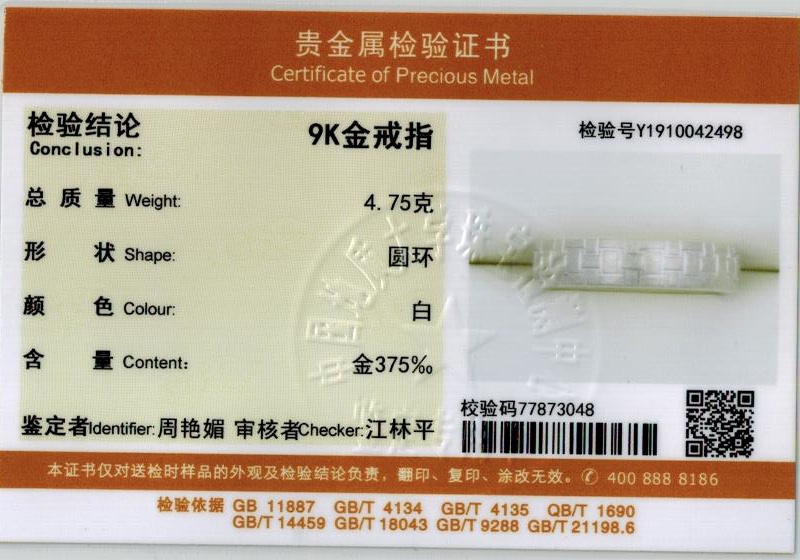 贵金属检验证书
Certificate of Precious Metal
检验结论
Conclusion:
9K金戒指
检验号Y1910042498
总质量 Weight: 4.75克
形状 Shape: 圆环
颜色 Colour: 白
含量 Content: 金375‰
校验码77873048
鉴定者Identifier:周艳媚 审核者Checker:江林平
本证书仅对送检时样品的外观及检验结论负责，翻印、复印、涂改无效。✆ 400 888 8186
检验依据 GB 11887 GB/T 4134 GB/T 4135 QB/T 1690
GB/T 14459 GB/T 18043 GB/T 9288 GB/T 21198.6